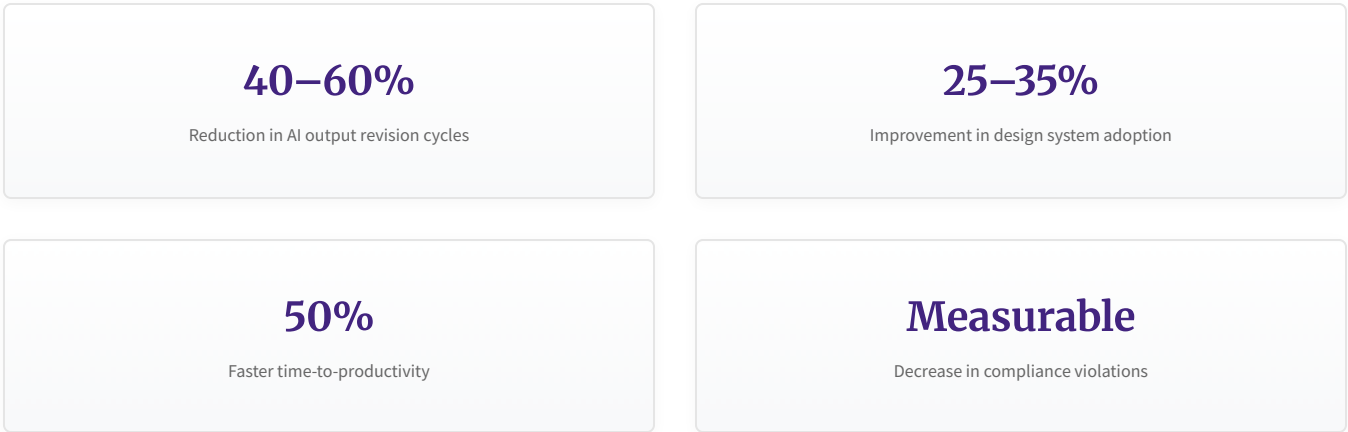 40–60%
Reduction in AI output revision cycles
25–35%
Improvement in design system adoption
50%
Faster time-to-productivity
Measurable
Decrease in compliance violations